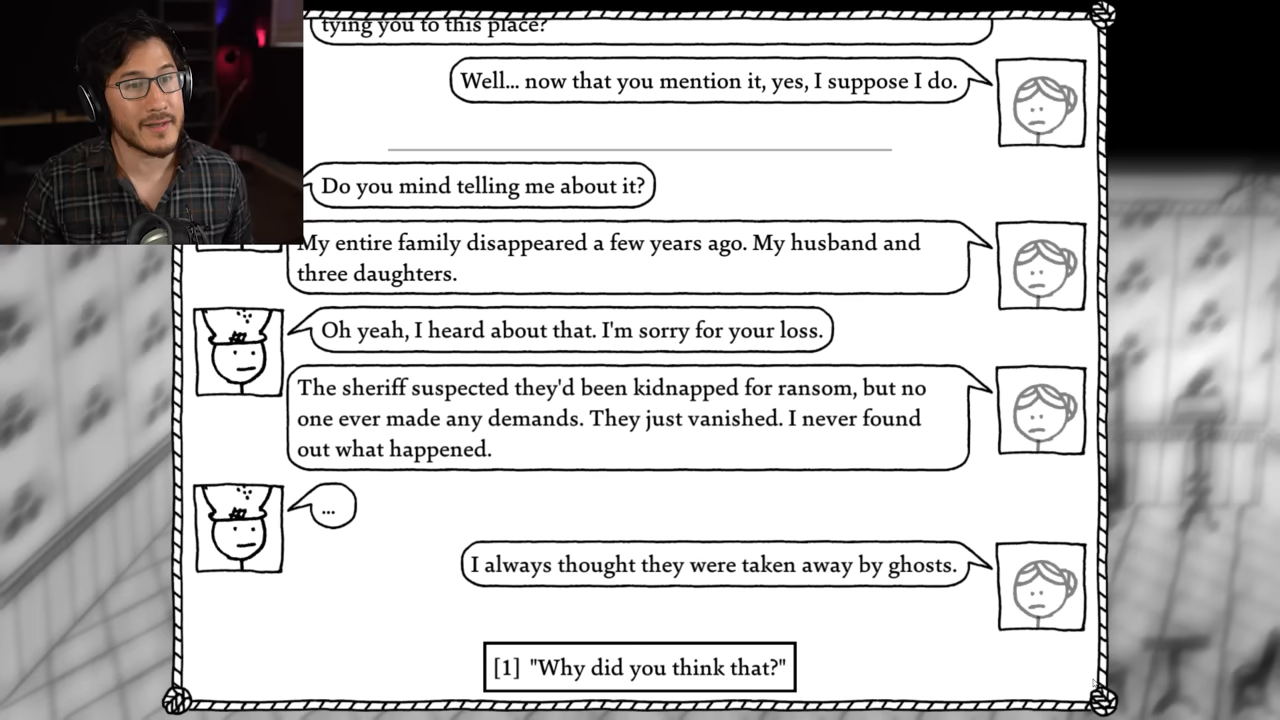 tying you to this place?
Well... now that you mention it, yes, I suppose I do.
Do you mind telling me about it?
My entire family disappeared a few years ago. My husband and
three daughters.
Oh yeah, I heard about that. I'm sorry for your loss.
The sheriff suspected they'd been kidnapped for ransom, but no
one ever made any demands. They just vanished. I never found
out what happened.
...
I always thought they were taken away by ghosts.
[1] "Why did you think that?"